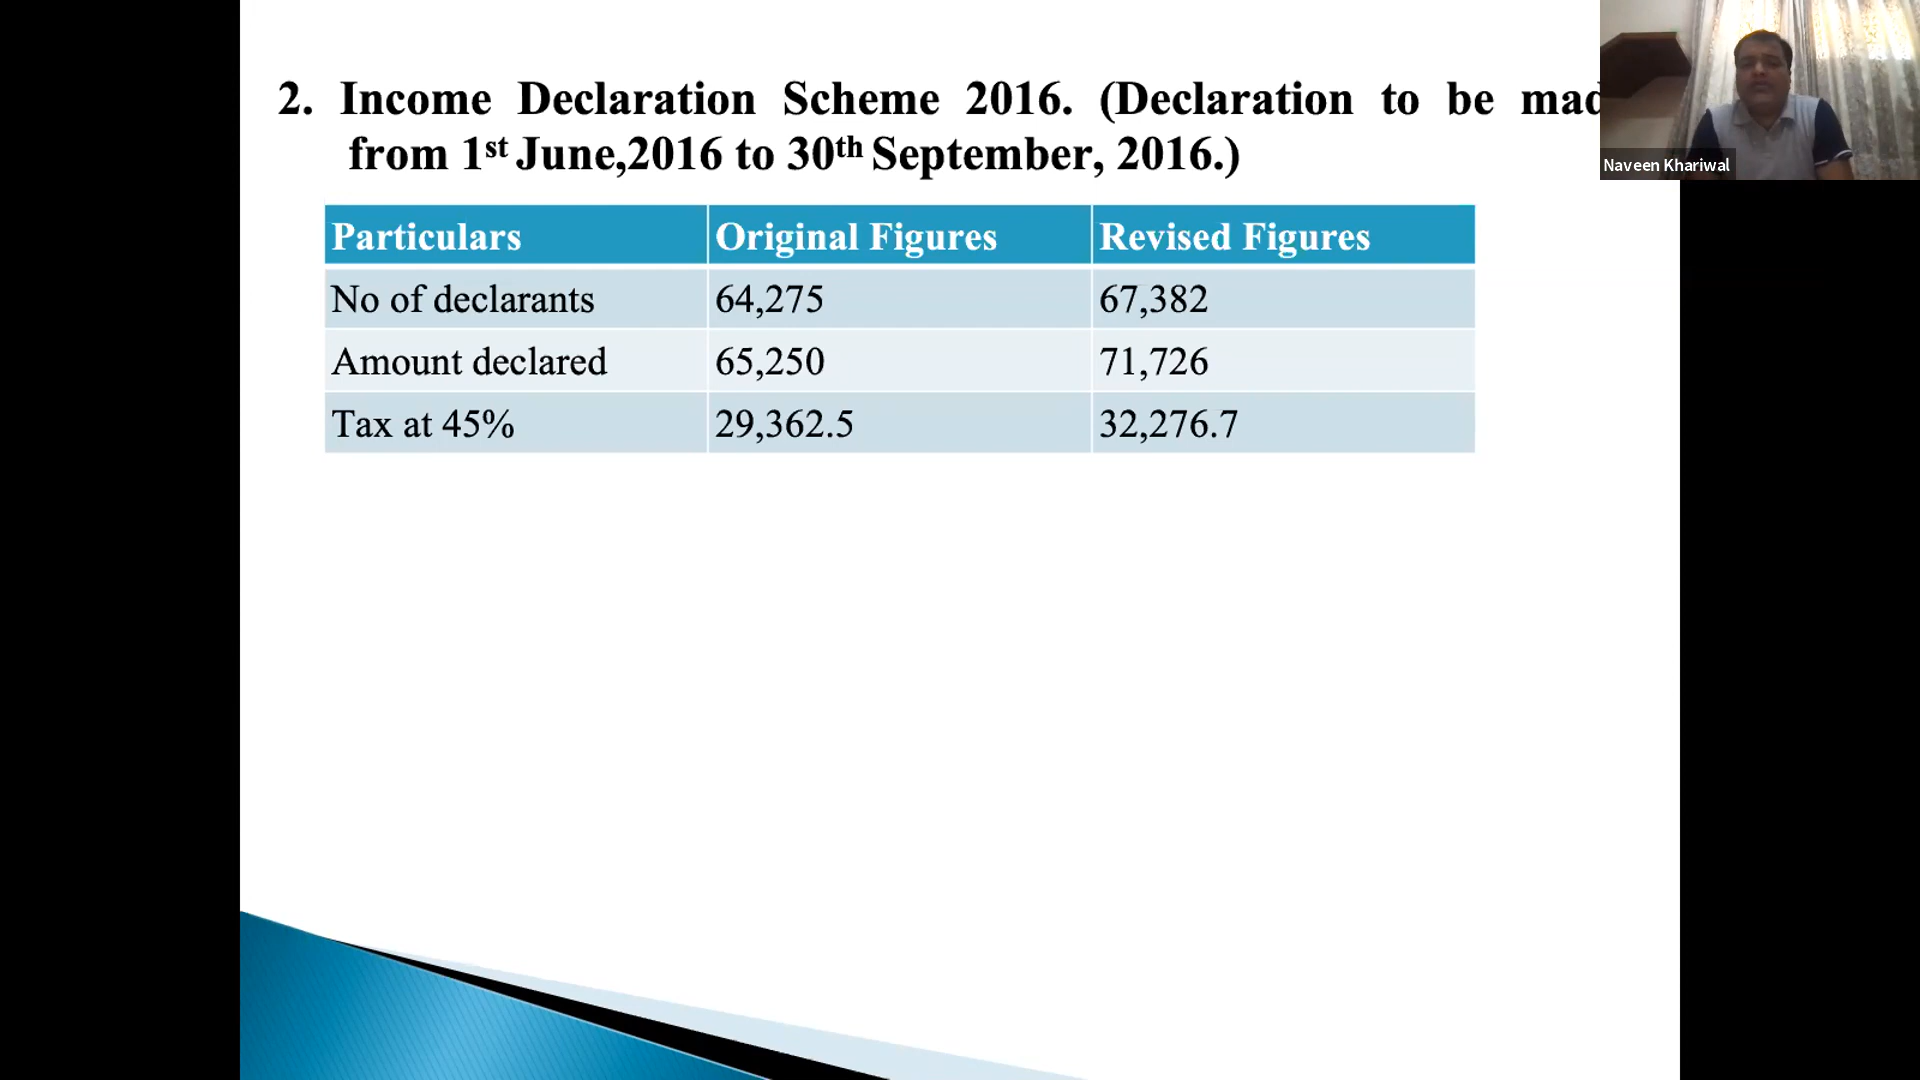 2. Income Declaration Scheme 2016. (Declaration to be
from 1st June,2016 to 30th September, 2016.)
Naveen Khariwal
Particulars Original Figures Revised Figures
No of declarants 64,275 67,382
Amount declared 65,250 71,726
Tax at 45% 29,362.5 32,276.7